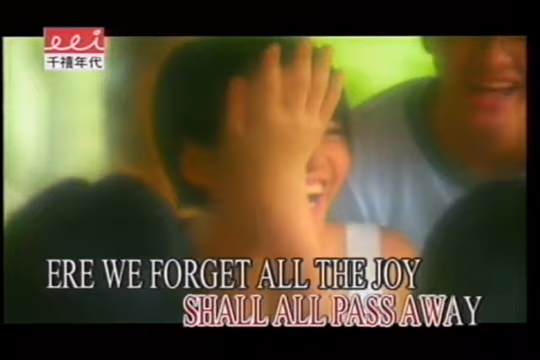 eei
千禧年代
ERE WE FORGET ALL THE JOY
SHALL ALL PASS AWAY